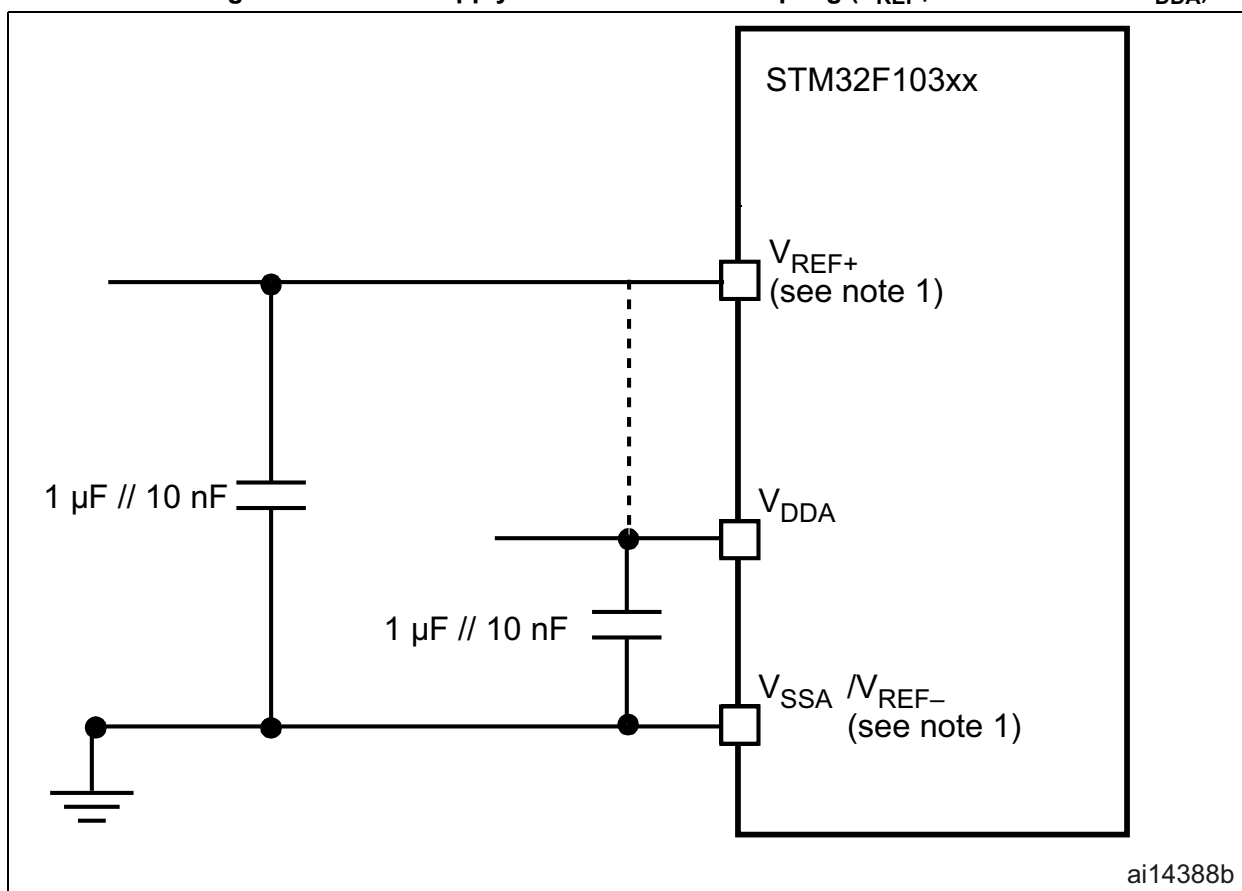 STM32F103xx
VREF+
(see note 1)
1 µF // 10 nF
VDDA
1 µF // 10 nF
VSSA /VREF–
(see note 1)
ai14388b